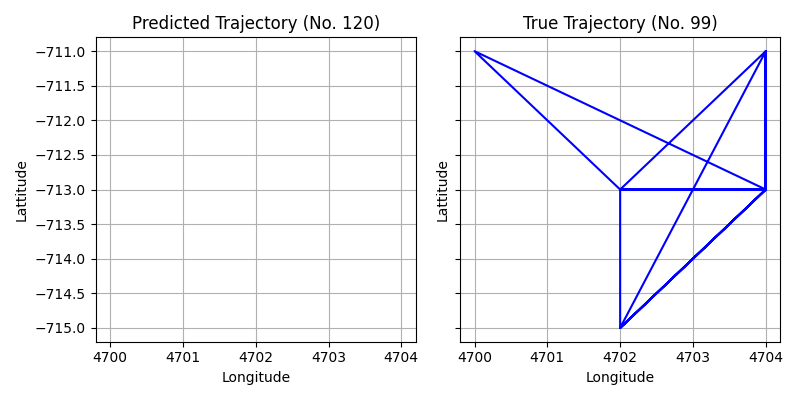 Predicted Trajectory (No. 120)
−711.0
−711.5
−712.0
−712.5
−713.0
−713.5
−714.0
−714.5
−715.0
Lattitude
4700 4701 4702 4703 4704
Longitude
True Trajectory (No. 99)
Lattitude
4700 4701 4702 4703 4704
Longitude